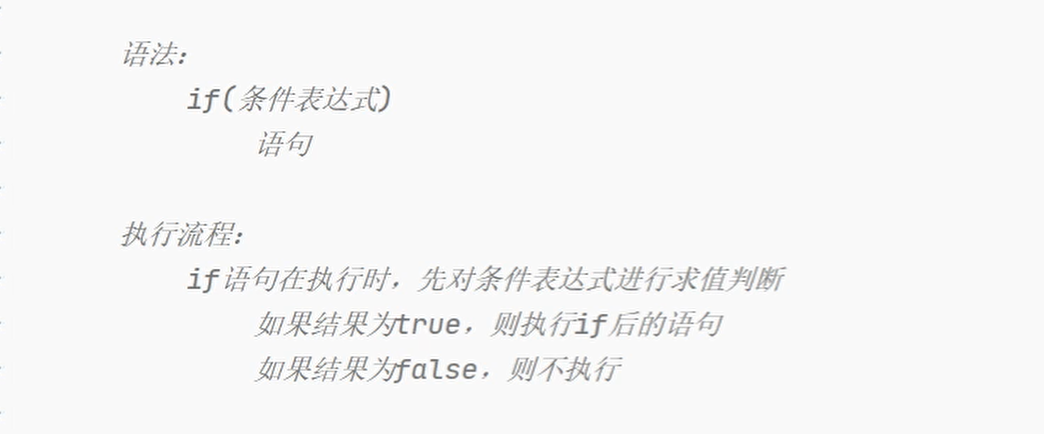 语法:
if(条件表达式)
语句
执行流程:
if语句在执行时，先对条件表达式进行求值判断
如果结果为true，则执行if后的语句
如果结果为false，则不执行